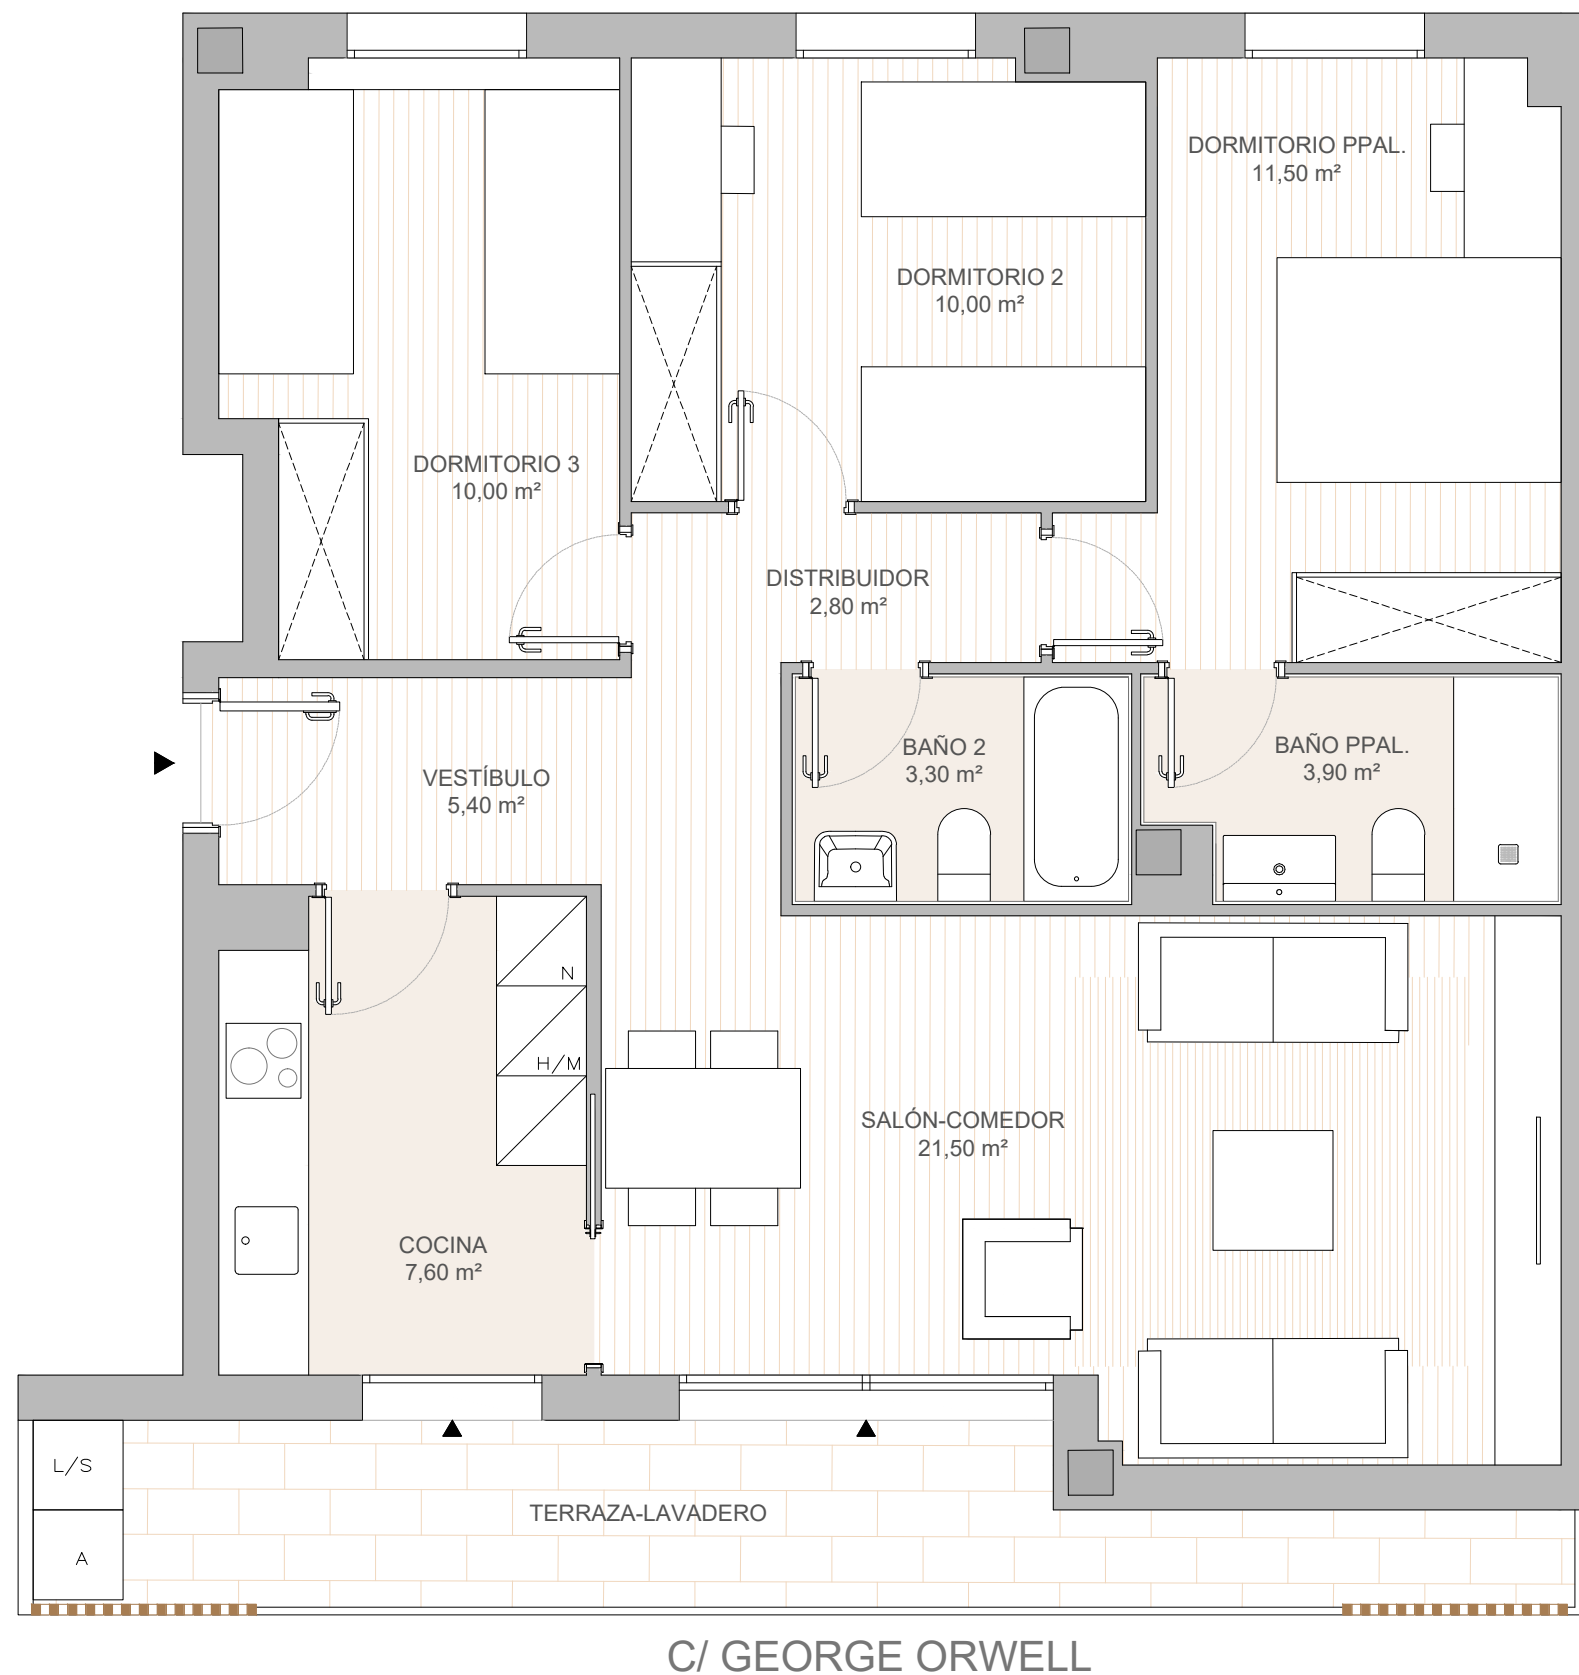 DORMITORIO PPAL.
11,50 m²
DORMITORIO 2
10,00 m²
DORMITORIO 3
10,00 m²
DISTRIBUIDOR
2,80 m²
BAÑO 2
3,30 m²
BAÑO PPAL.
3,90 m²
VESTÍBULO
5,40 m²
N
H/M
SALÓN-COMEDOR
21,50 m²
COCINA
7,60 m²
L/S
TERRAZA-LAVADERO
A
C/ GEORGE ORWELL